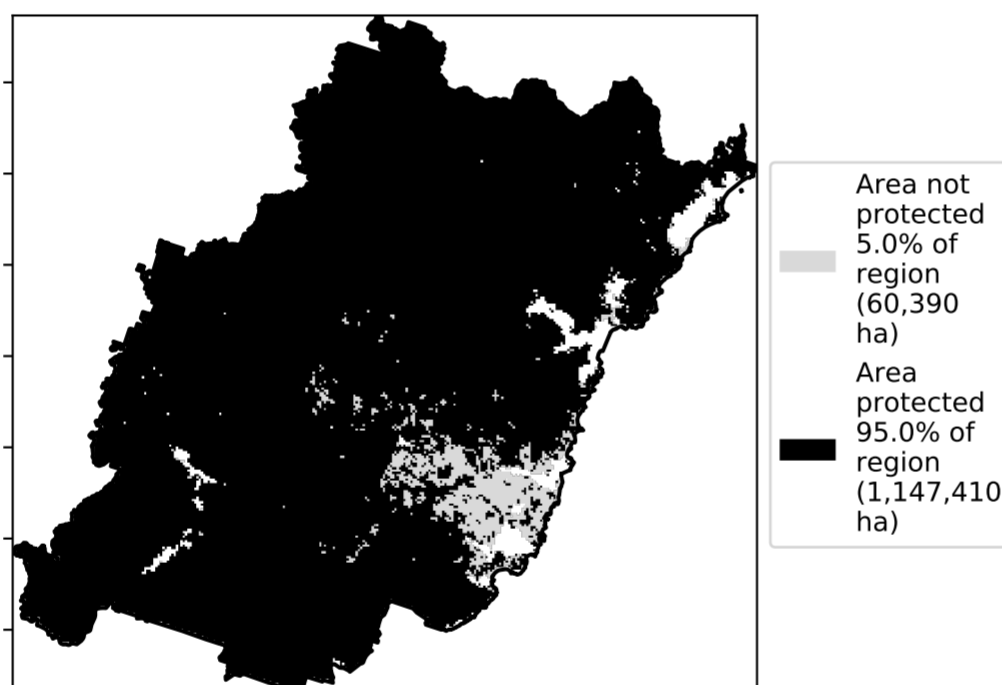 Area not
protected
5.0% of
region
(60,390
ha)
Area
protected
95.0% of
region
(1,147,410
ha)